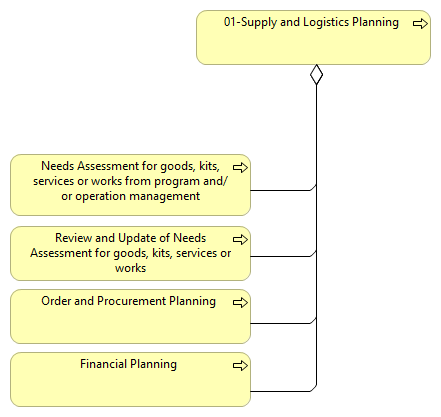 01-Supply and Logistics Planning
Needs Assessment for goods, kits,
services or works from program and/
or operation management
Review and Update of Needs
Assessment for goods, kits, services or
works
Order and Procurement Planning
Financial Planning